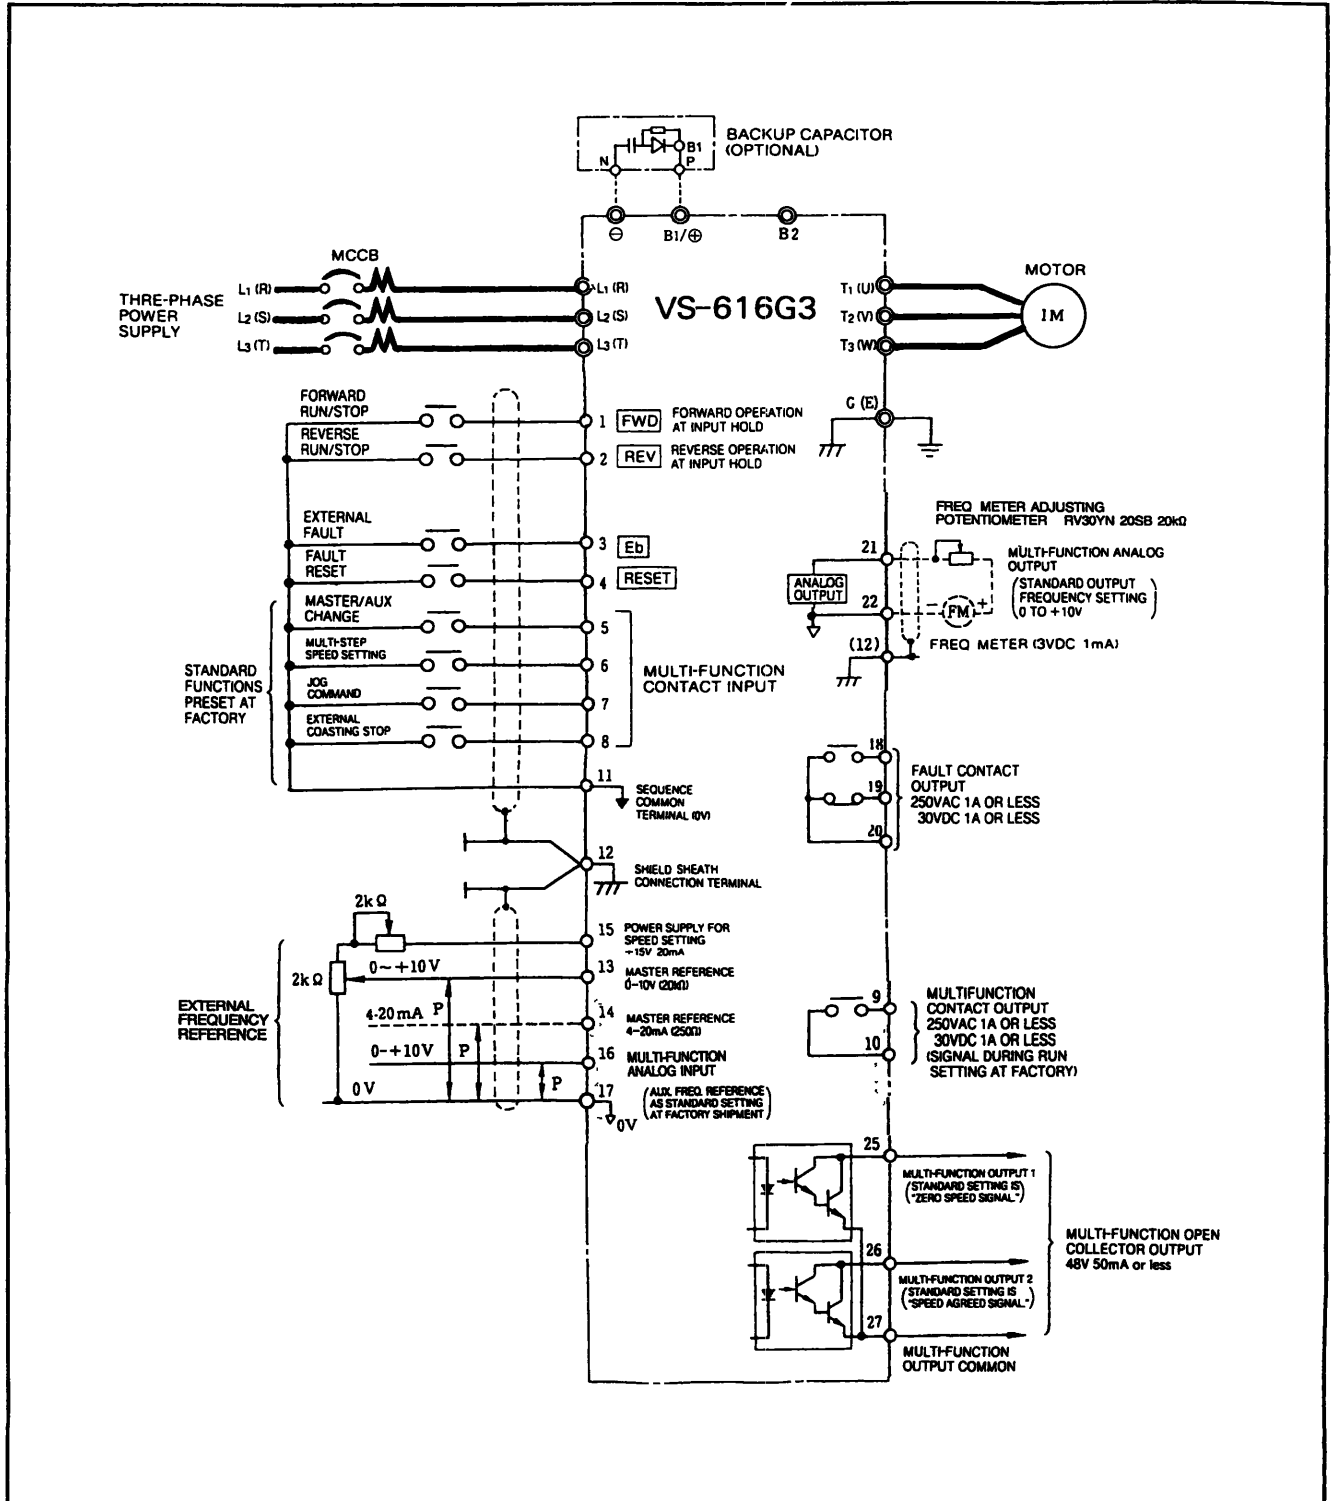 BACKUP CAPACITOR
(OPTIONAL)
N
B1
P
⊖
B1/⊕
B2
MCCB
THRE-PHASE
POWER
SUPPLY
L1 (R)
L2 (S)
L3 (T)
L1 (R)
L2 (S)
L3 (T)
VS-616G3
T1 (U)
T2 (V)
T3 (W)
MOTOR
IM
G (E)
FORWARD
RUN/STOP
1 FWD
FORWARD OPERATION
AT INPUT HOLD
REVERSE
RUN/STOP
2 REV
REVERSE OPERATION
AT INPUT HOLD
EXTERNAL
FAULT
3 Eb
FAULT
RESET
4 RESET
MASTER/AUX
CHANGE
5
MULTI-STEP
SPEED SETTING
6
JOG
COMMAND
7
EXTERNAL
COASTING STOP
8
STANDARD
FUNCTIONS
PRESET AT
FACTORY
MULTI-FUNCTION
CONTACT INPUT
11
SEQUENCE
COMMON
TERMINAL (0V)
12
SHIELD SHEATH
CONNECTION TERMINAL
EXTERNAL
FREQUENCY
REFERENCE
2kΩ
2kΩ
15
POWER SUPPLY FOR
SPEED SETTING
+15V 20mA
0~+10V
13
MASTER REFERENCE
0-10V (20kΩ)
4-20mA
P
14
MASTER REFERENCE
4-20mA (250Ω)
0-+10V
P
16
MULTI-FUNCTION
ANALOG INPUT
0V
P
17
(AUX. FREQ. REFERENCE
AS STANDARD SETTING
AT FACTORY SHIPMENT)
0V
FREQ METER ADJUSTING
POTENTIOMETER RV30YN 20SB 20kΩ
21
MULTI-FUNCTION ANALOG
OUTPUT
(STANDARD OUTPUT
FREQUENCY SETTING
0 TO +10V)
ANALOG
OUTPUT
22
− FM +
(12)
FREQ METER (3VDC 1mA)
18
19
20
FAULT CONTACT
OUTPUT
250VAC 1A OR LESS
30VDC 1A OR LESS
9
10
MULTIFUNCTION
CONTACT OUTPUT
250VAC 1A OR LESS
30VDC 1A OR LESS
(SIGNAL DURING RUN
SETTING AT FACTORY)
25
MULTI-FUNCTION OUTPUT 1
(STANDARD SETTING IS
"ZERO SPEED SIGNAL")
26
MULTI-FUNCTION OUTPUT 2
(STANDARD SETTING IS
"SPEED AGREED SIGNAL")
27
MULTI-FUNCTION
OUTPUT COMMON
MULTI-FUNCTION OPEN
COLLECTOR OUTPUT
48V 50mA or less